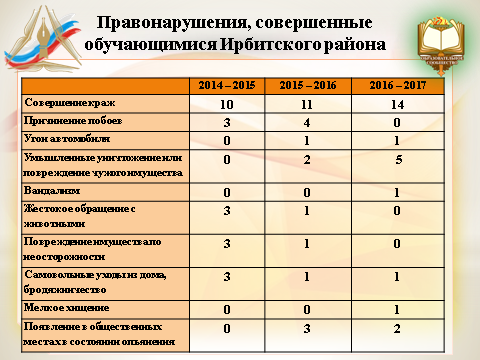 Правонарушения, совершенные
обучающимися Ирбитского района
2014 – 2015 2015 – 2016 2016 – 2017
Совершение краж 10 11 14
Причинение побоев 3 4 0
Угон автомобиля 0 1 1
Умышленные уничтожение или
повреждение чужого имущества 0 2 5
Вандализм 0 0 1
Жестокое обращение с
животными 3 1 0
Повреждение имущества по
неосторожности 3 1 0
Самовольные уходы из дома,
бродяжничество 3 1 1
Мелкое хищение 0 0 1
Появление в общественных
местах в состоянии опьянения 0 3 2